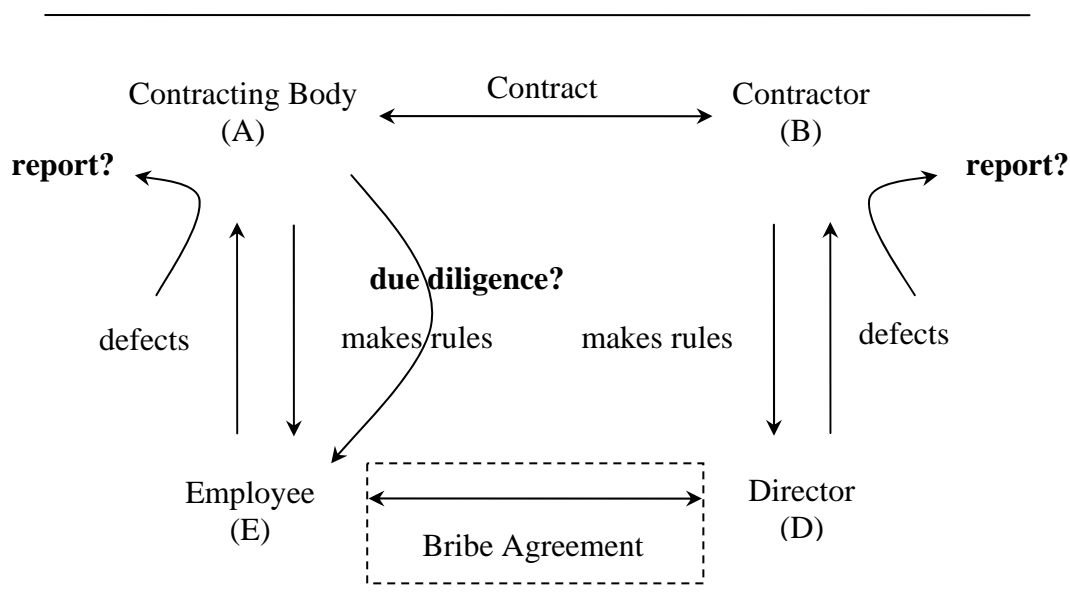 Contract
Contracting Body
(A)
Contractor
(B)
report?
report?
due diligence?
defects
makes rules
makes rules
defects
Employee
(E)
Director
(D)
Bribe Agreement